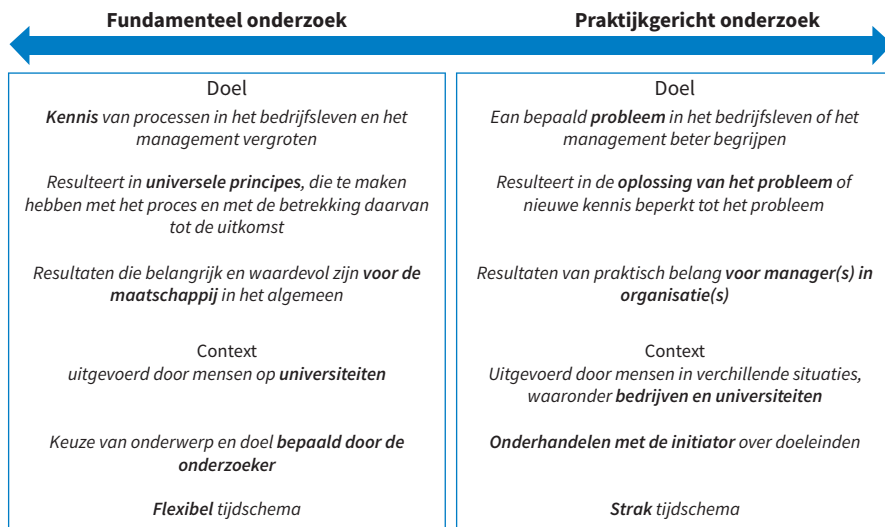 Fundamenteel onderzoek
Praktijkgericht onderzoek
Doel
Kennis van processen in het bedrijfsleven en het
management vergroten
Resulteert in universele principes, die te maken
hebben met het proces en met de betrekking daarvan
tot de uitkomst
Resultaten die belangrijk en waardevol zijn voor de
maatschappij in het algemeen
Context
uitgevoerd door mensen op universiteiten
Keuze van onderwerp en doel bepaald door de
onderzoeker
Flexibel tijdschema
Doel
Ean bepaald probleem in het bedrijfsleven of het
management beter begrijpen
Resulteert in de oplossing van het probleem of
nieuwe kennis beperkt tot het probleem
Resultaten van praktisch belang voor manager(s) in
organisatie(s)
Context
Uitgevoerd door mensen in verchillende situaties,
waaronder bedrijven en universiteiten
Onderhandelen met de initiator over doeleinden
Strak tijdschema